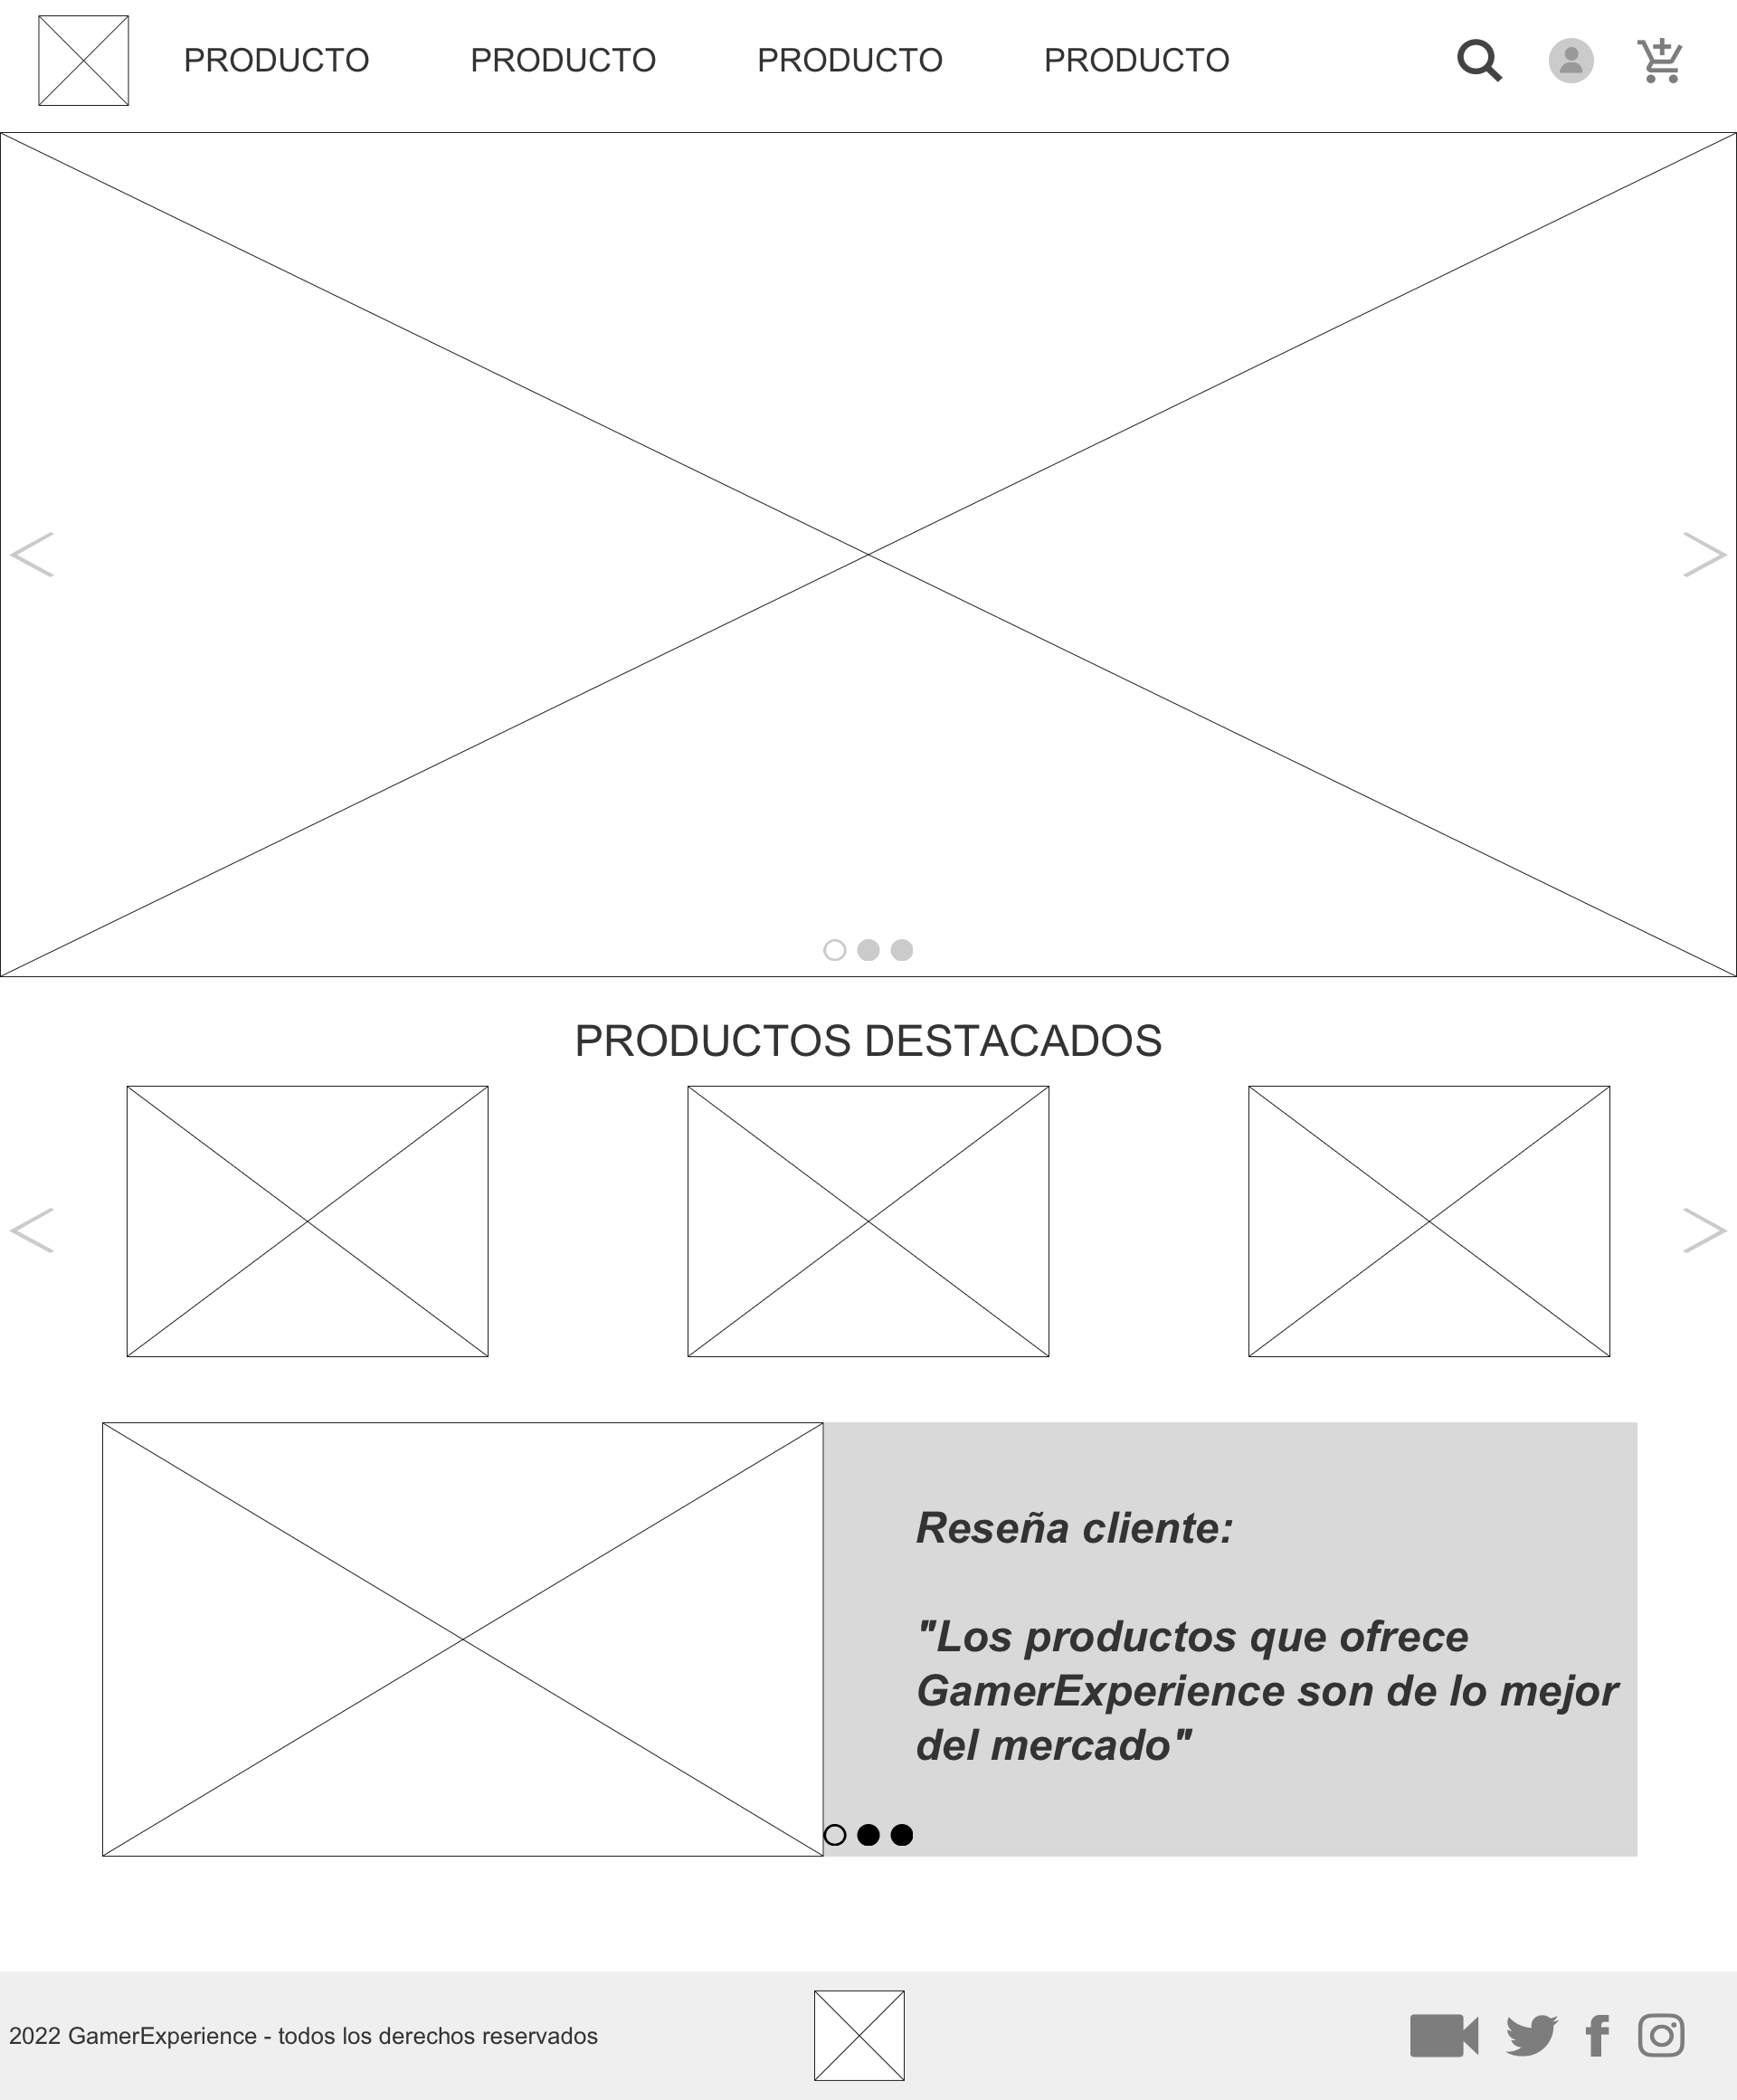 PRODUCTO PRODUCTO PRODUCTO PRODUCTO
PRODUCTOS DESTACADOS
Reseña cliente:
"Los productos que ofrece
GamerExperience son de lo mejor
del mercado"
2022 GamerExperience - todos los derechos reservados